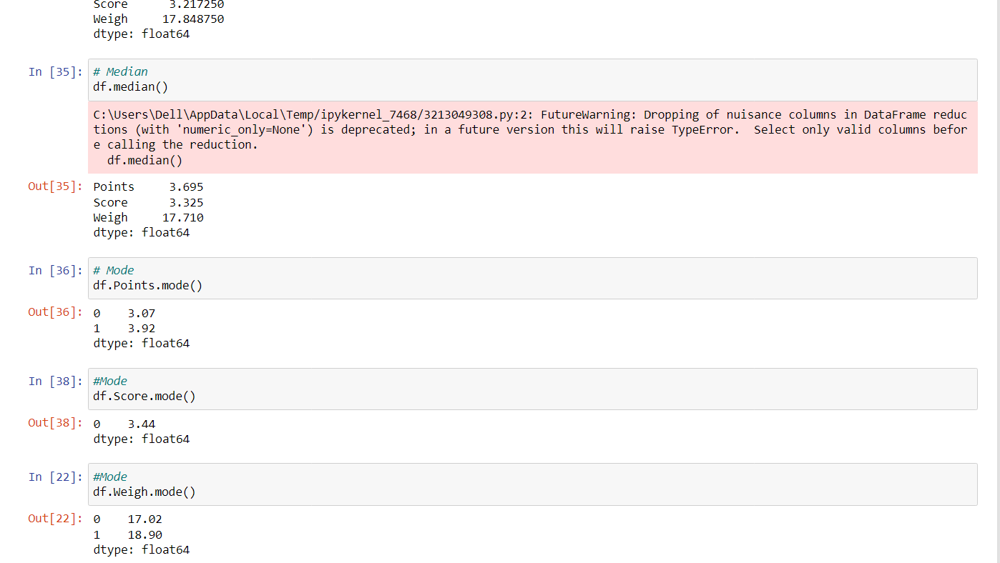 Score      3.217250
Weigh     17.848750
dtype: float64
In [35]: # Median
df.median()
C:\Users\Dell\AppData\Local\Temp/ipykernel_7468/3213049308.py:2: FutureWarning: Dropping of nuisance columns in DataFrame reduc
tions (with 'numeric_only=None') is deprecated; in a future version this will raise TypeError.  Select only valid columns befor
e calling the reduction.
  df.median()
Out[35]: Points     3.695
Score      3.325
Weigh     17.710
dtype: float64
In [36]: # Mode
df.Points.mode()
Out[36]: 0    3.07
1    3.92
dtype: float64
In [38]: #Mode
df.Score.mode()
Out[38]: 0    3.44
dtype: float64
In [22]: #Mode
df.Weigh.mode()
Out[22]: 0    17.02
1    18.90
dtype: float64